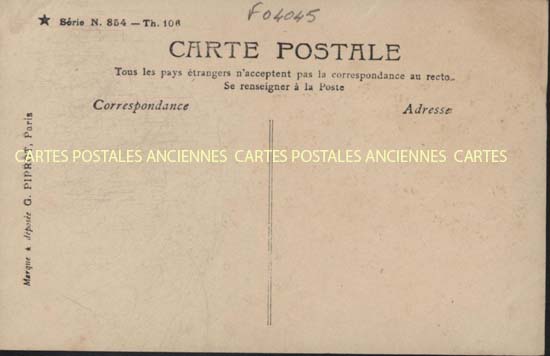 F04045
★ Série N. 854 — Th. 106
CARTE POSTALE
Tous les pays étrangers n'acceptent pas la correspondance au recto..
Se renseigner à la Poste
Correspondance
Adresse
CARTES POSTALES ANCIENNES CARTES POSTALES ANCIENNES CARTES
Marque ★ déposée G. PIPROT, Paris